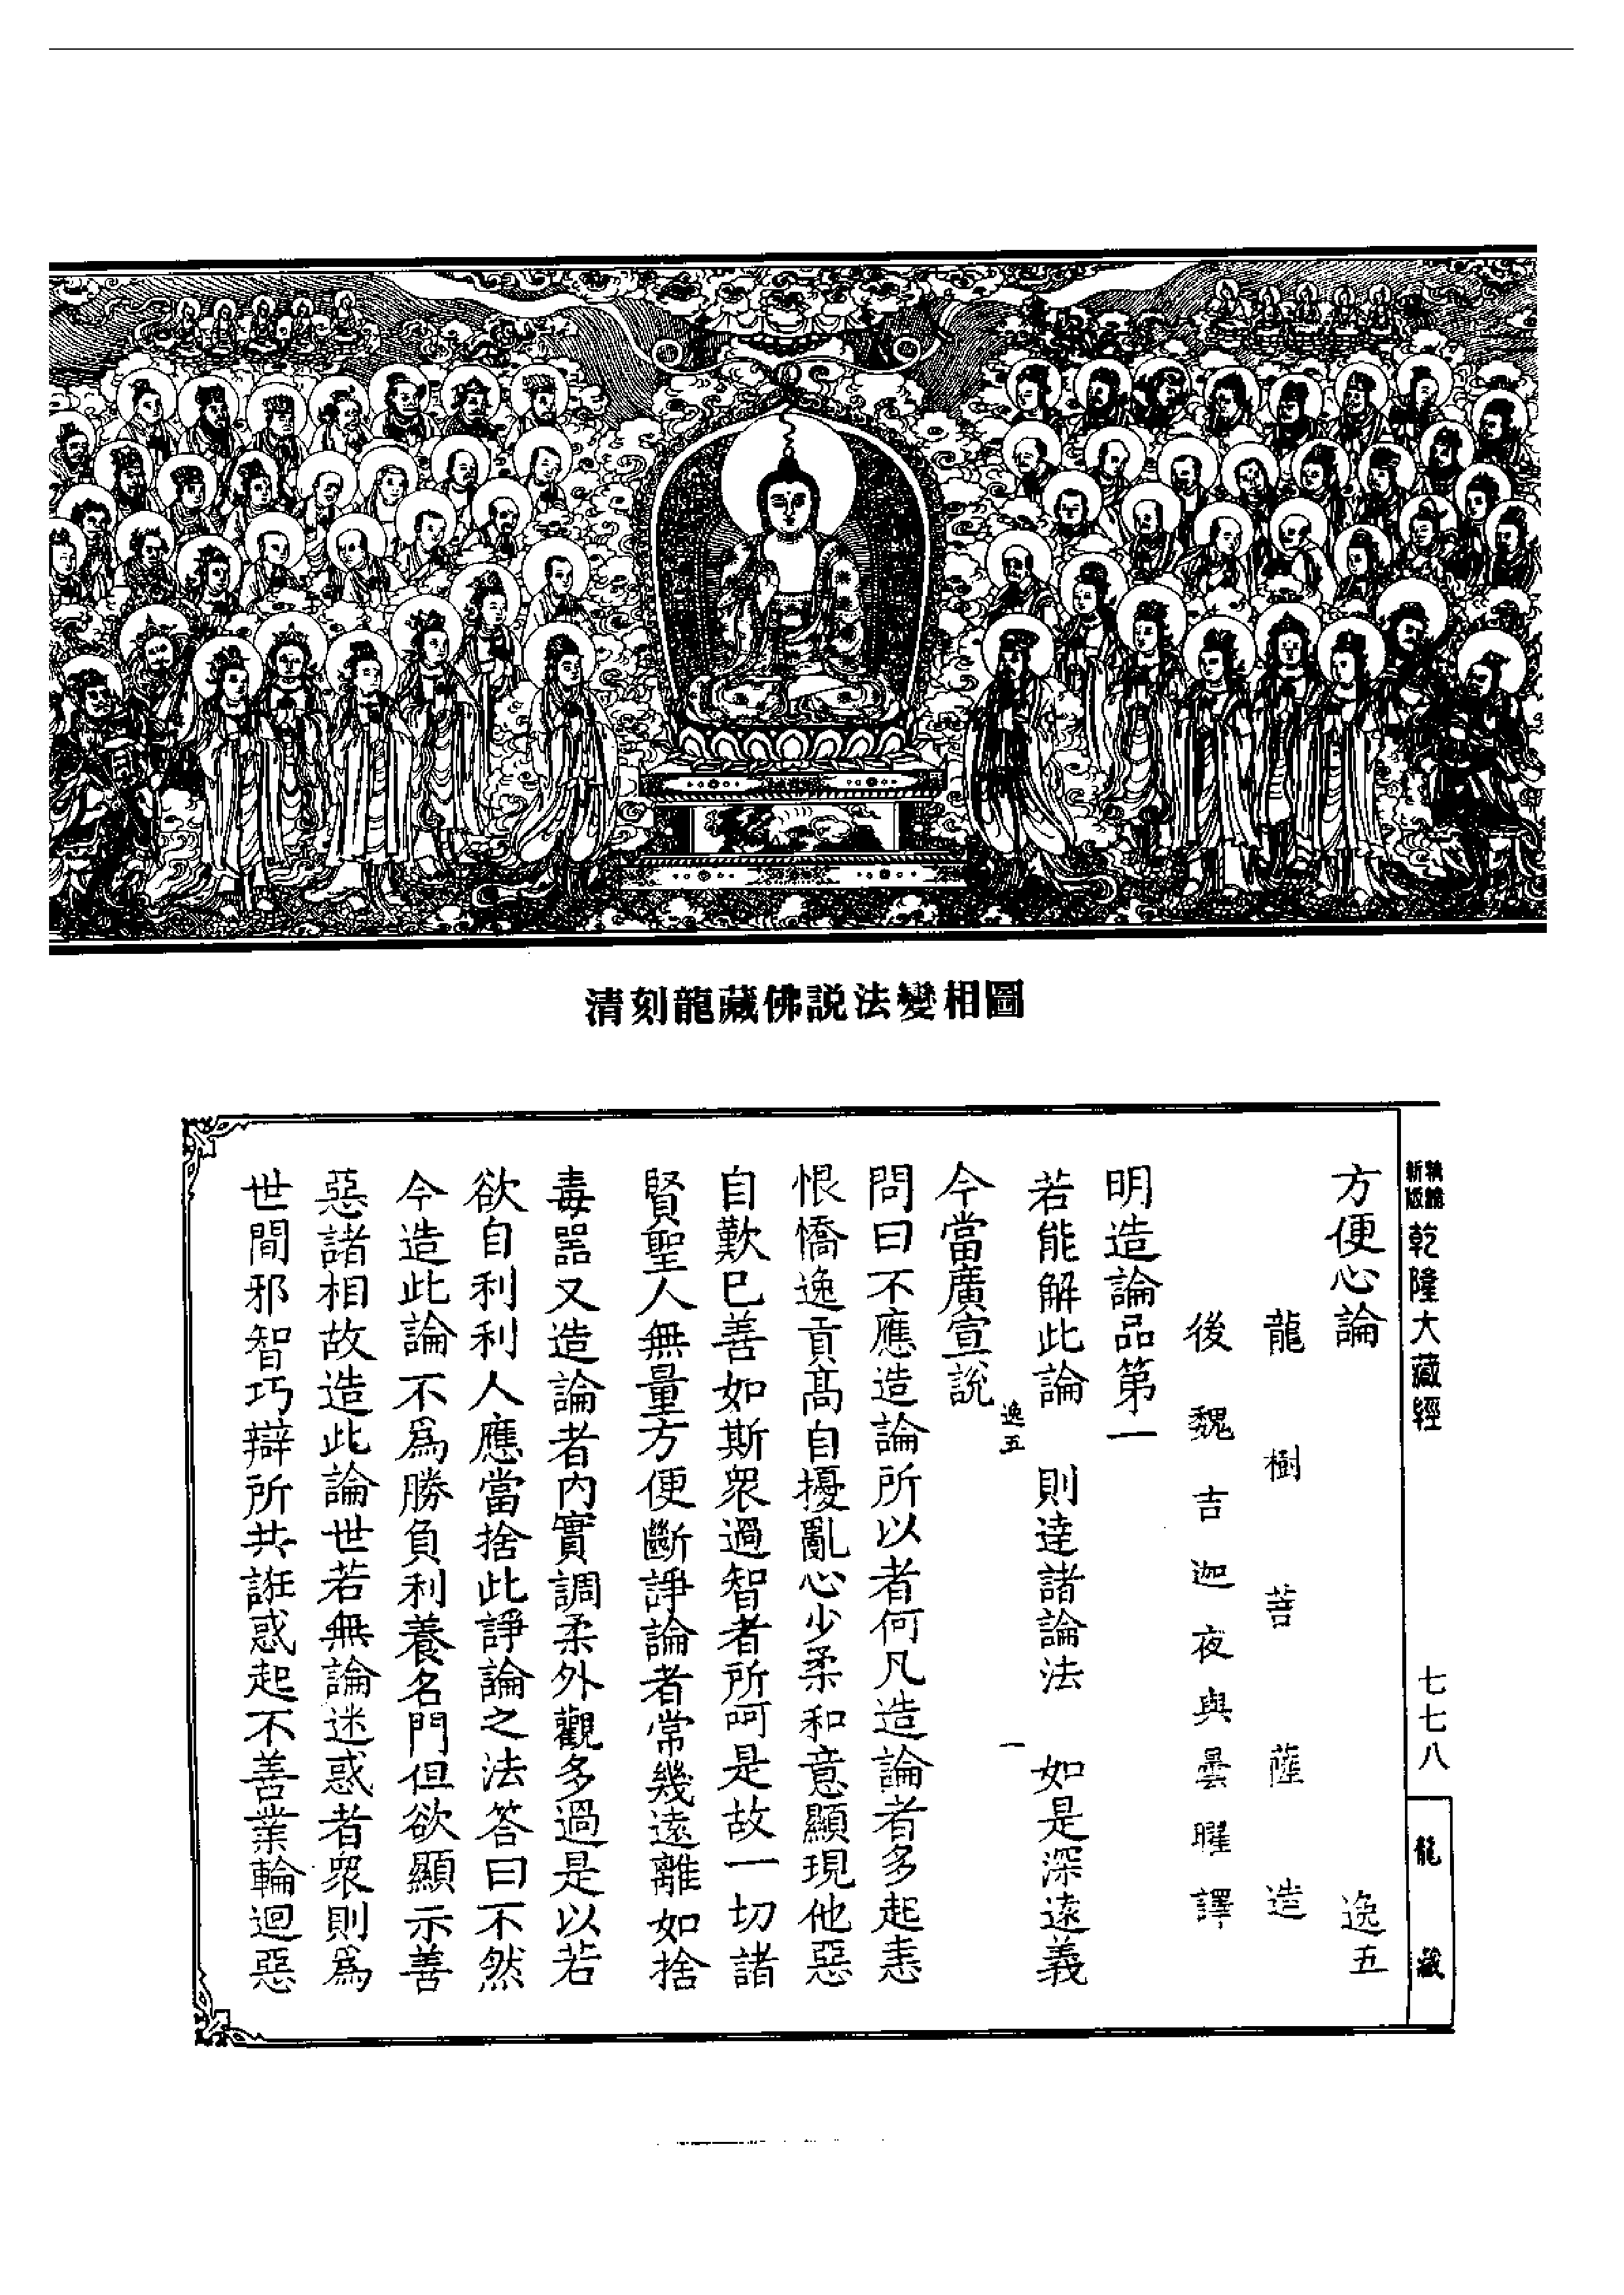 清刻龍藏佛説法變相圖
新版
乾隆大藏經
七七八
龍藏
方便心論 逸五
龍樹菩薩造
後魏吉迦夜與曇曜譯
明造論品第一
若能解此論 則達諸論法 如是深遠義
逸五 一
今當廣宣說
問曰不應造論所以者何凡造論者多起恚
恨憍逸貢高自擾亂心少柔和意顯現他惡
自歎巳善如斯衆過智者所呵是故一切諸
賢聖人無量方便斷諍論者常樂遠離如捨
毒噐又造論者内實調柔外觀多過是以若
欲自利利人應當捨此諍論之法答曰不然
今造此論不爲勝負利養名門但欲顯示善
惡諸相故造此論世若無論迷惑者衆則爲
世間邪智巧辯所共誑惑起不善業輪迴惡